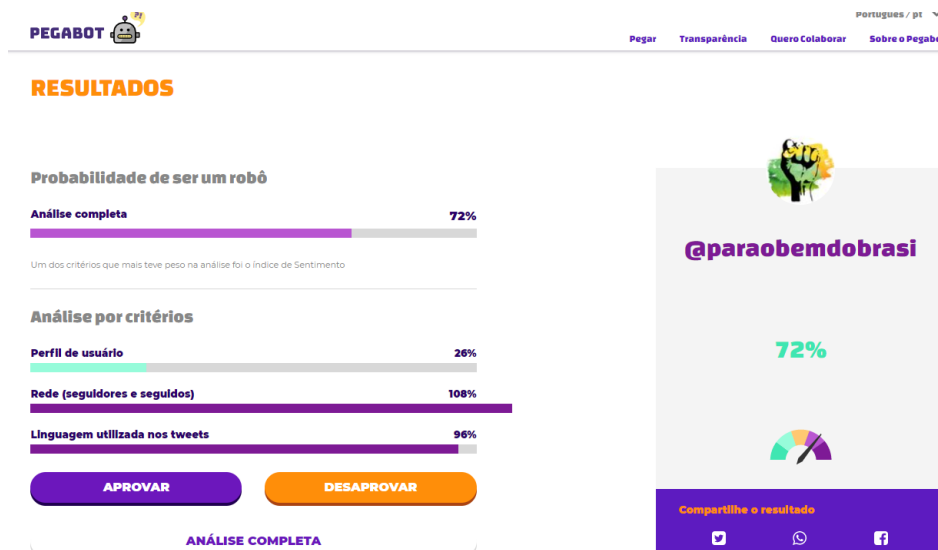 Portugues / pt
PEGABOT
P!
Pegar Transparência Quero Colaborar Sobre o Pegabo
RESULTADOS
Probabilidade de ser um robô
Análise completa 72%
Um dos critérios que mais teve peso na análise foi o índice de Sentimento
Análise por critérios
Perfil de usuário 26%
Rede (seguidores e seguidos) 108%
Linguagem utilizada nos tweets 96%
APROVAR DESAPROVAR
ANÁLISE COMPLETA
@paraobemdobrasi
72%
Compartilhe o resultado